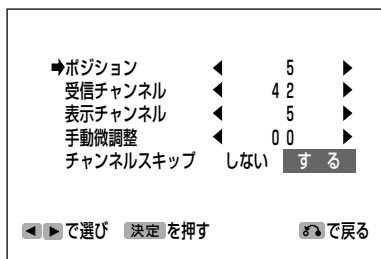 ➡ポジション ◀ 5 ▶
受信チャンネル ◀ 42 ▶
表示チャンネル ◀ 5 ▶
手動微調整 ◀ 00 ▶
チャンネルスキップ しない する
◀▶で選び 決定を押す で戻る